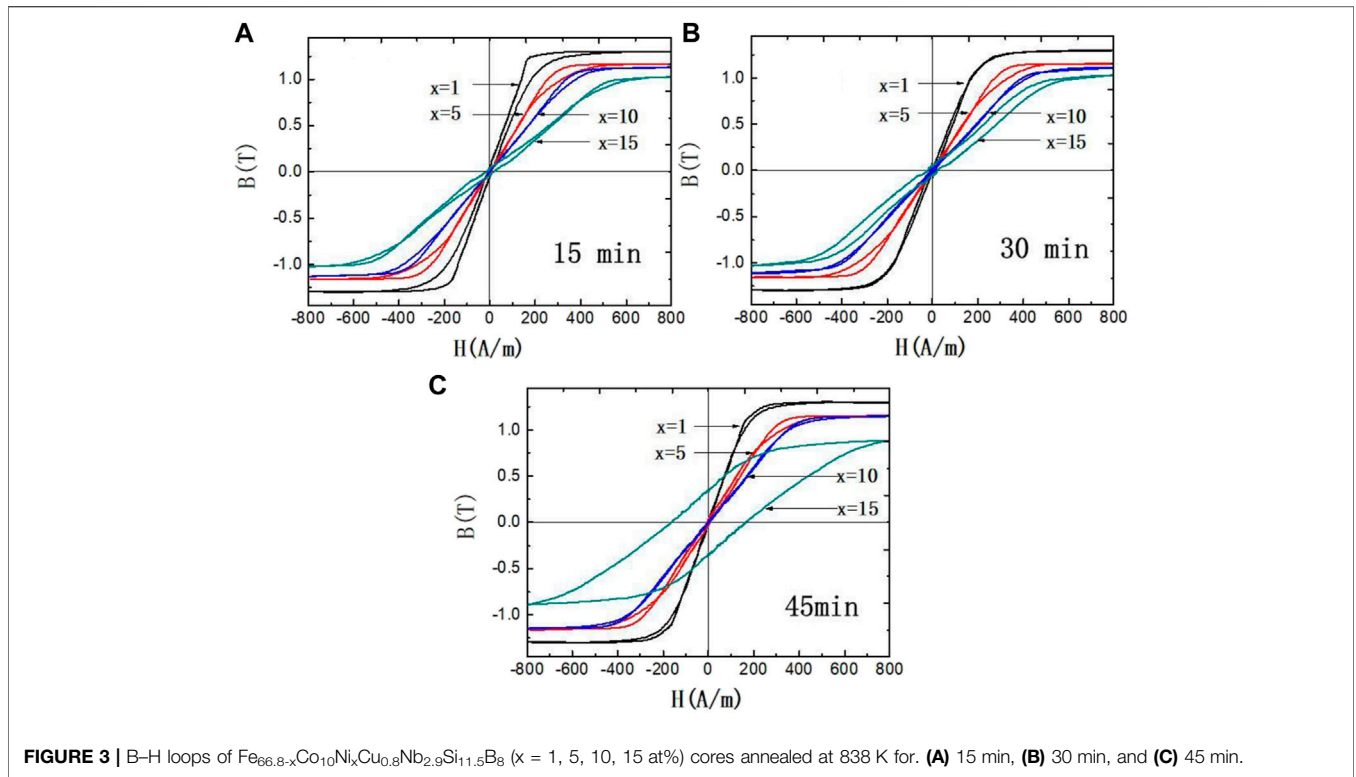 A
B(T)
1.0
0.5
0.0
-0.5
-1.0
x=1
x=5
x=10
x=15
15 min
-800 -600 -400 -200 0 200 400 600 800
H(A/m)
B
B(T)
1.0
0.5
0.0
-0.5
-1.0
x=1
x=5
x=10
x=15
30 min
-800 -600 -400 -200 0 200 400 600 800
H(A/m)
C
B(T)
1.0
0.5
0.0
-0.5
-1.0
x=1
x=5
x=10
x=15
45min
-800 -600 -400 -200 0 200 400 600 800
H(A/m)
FIGURE 3 | B–H loops of Fe66.8-xCo10NixCu0.8Nb2.9Si11.5B8 (x = 1, 5, 10, 15 at%) cores annealed at 838 K for. (A) 15 min, (B) 30 min, and (C) 45 min.